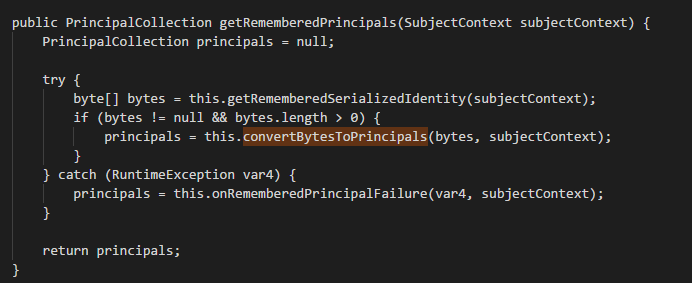 public PrincipalCollection getRememberedPrincipals(SubjectContext subjectContext) {
    PrincipalCollection principals = null;

    try {
        byte[] bytes = this.getRememberedSerializedIdentity(subjectContext);
        if (bytes != null && bytes.length > 0) {
            principals = this.convertBytesToPrincipals(bytes, subjectContext);
        }
    } catch (RuntimeException var4) {
        principals = this.onRememberedPrincipalFailure(var4, subjectContext);
    }

    return principals;
}